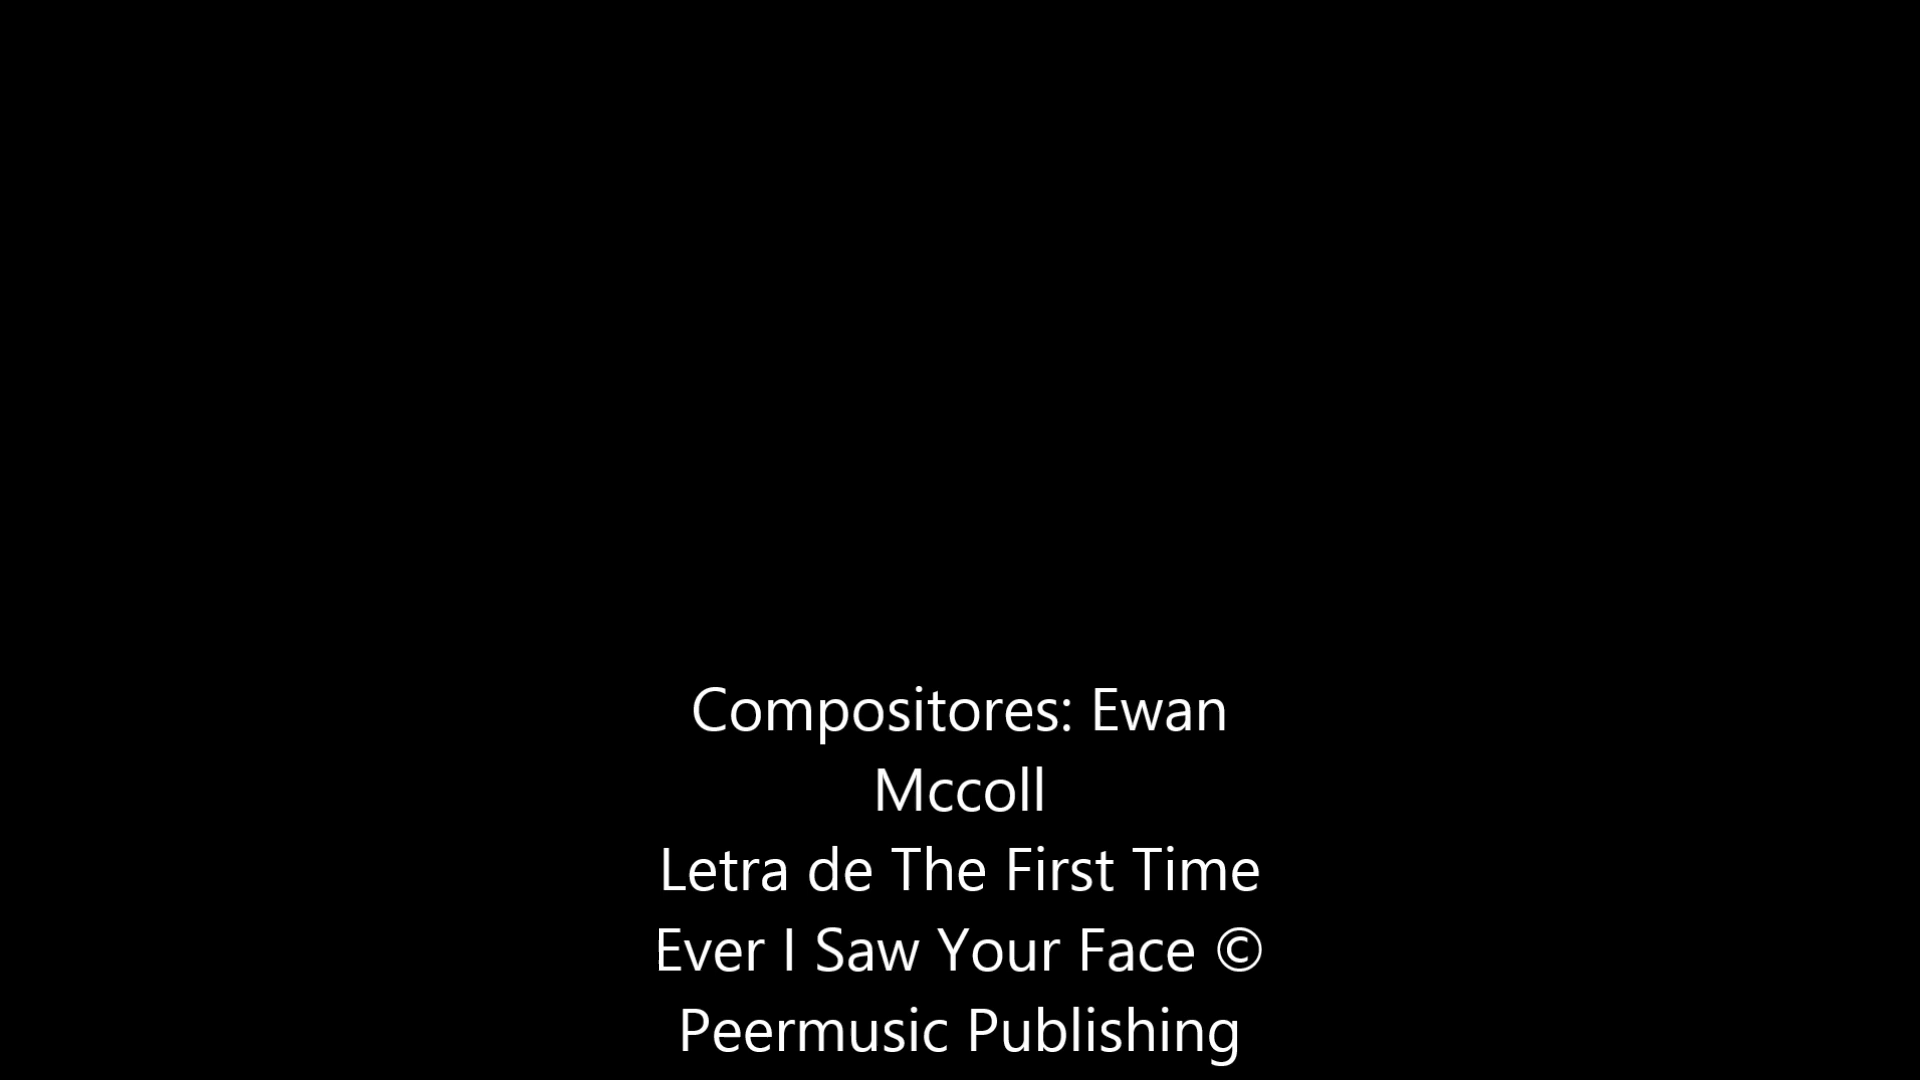 Compositores: Ewan
Mccoll
Letra de The First Time
Ever I Saw Your Face ©
Peermusic Publishing